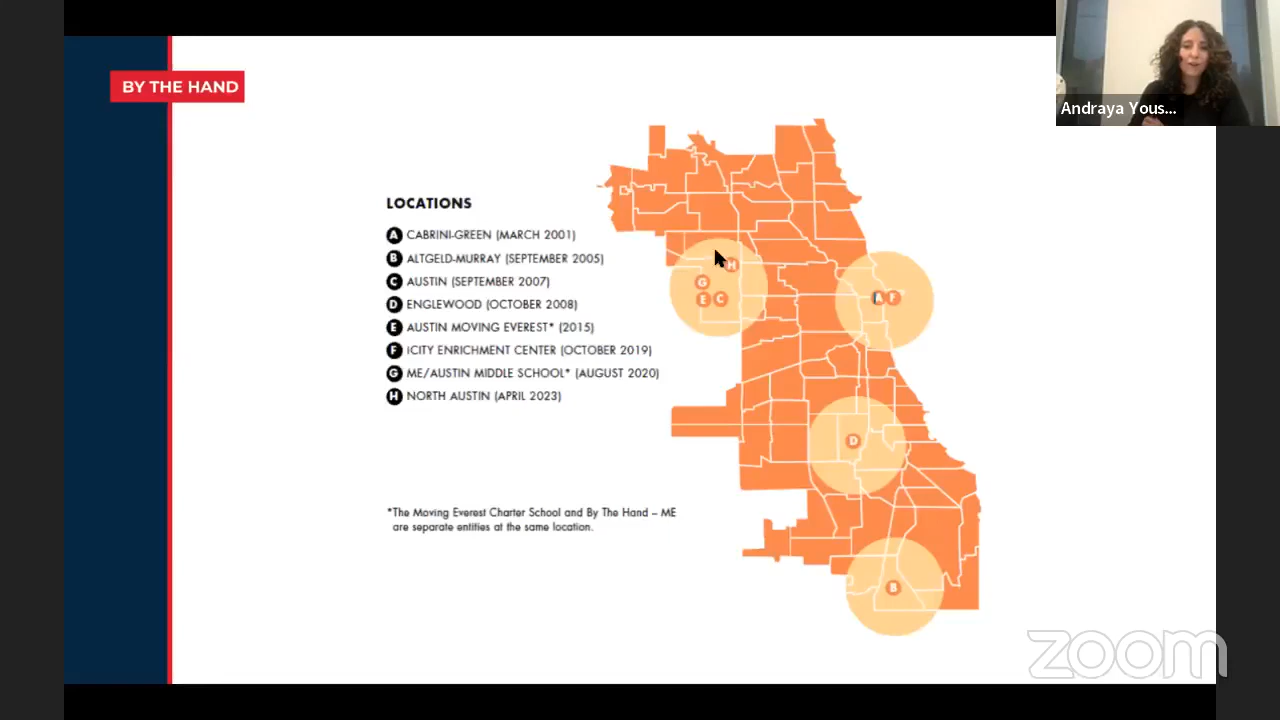 BY THE HAND
Andraya Yous...
LOCATIONS
A CABRINI-GREEN (MARCH 2001)
B ALTGELD-MURRAY (SEPTEMBER 2005)
C AUSTIN (SEPTEMBER 2007)
D ENGLEWOOD (OCTOBER 2008)
E AUSTIN MOVING EVEREST* (2015)
F iCITY ENRICHMENT CENTER (OCTOBER 2019)
G ME/AUSTIN MIDDLE SCHOOL* (AUGUST 2020)
H NORTH AUSTIN (APRIL 2023)
*The Moving Everest Charter School and By The Hand – ME
are separate entities at the same location.
H
G
E C
A F
D
B
zoom